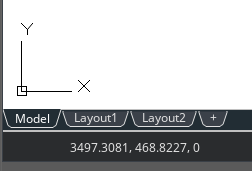 Y
X
Model Layout1 Layout2 +
3497.3081, 468.8227, 0